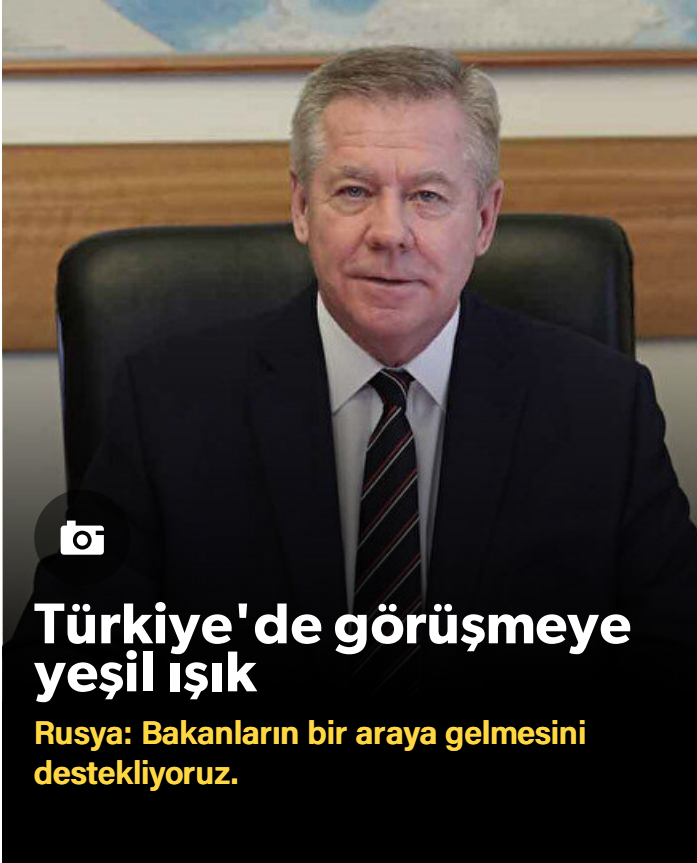 Türkiye'de görüşmeye
yeşil ışık
Rusya: Bakanların bir araya gelmesini
destekliyoruz.